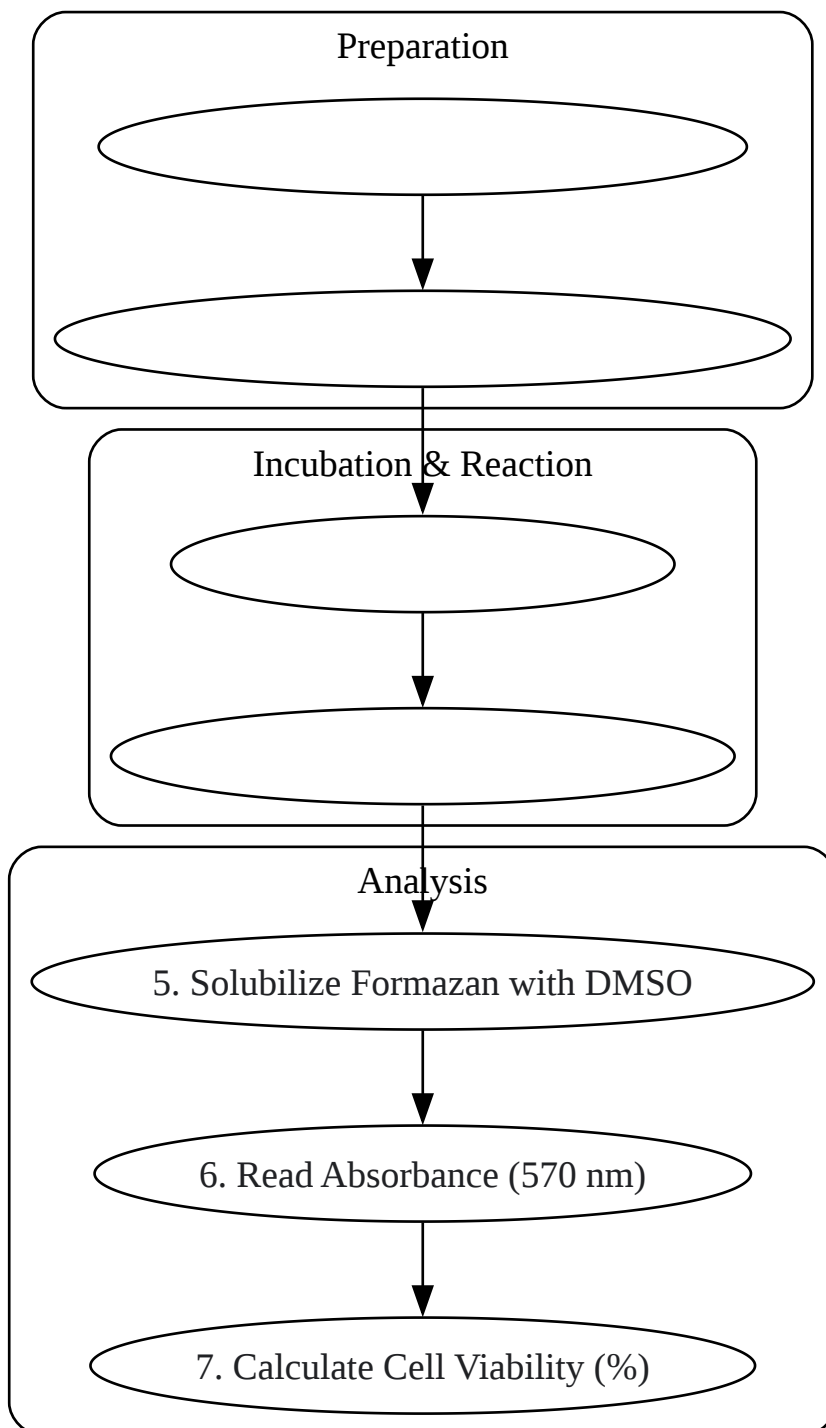 Preparation
Incubation & Reaction
Analysis
5. Solubilize Formazan with DMSO
6. Read Absorbance (570 nm)
7. Calculate Cell Viability (%)